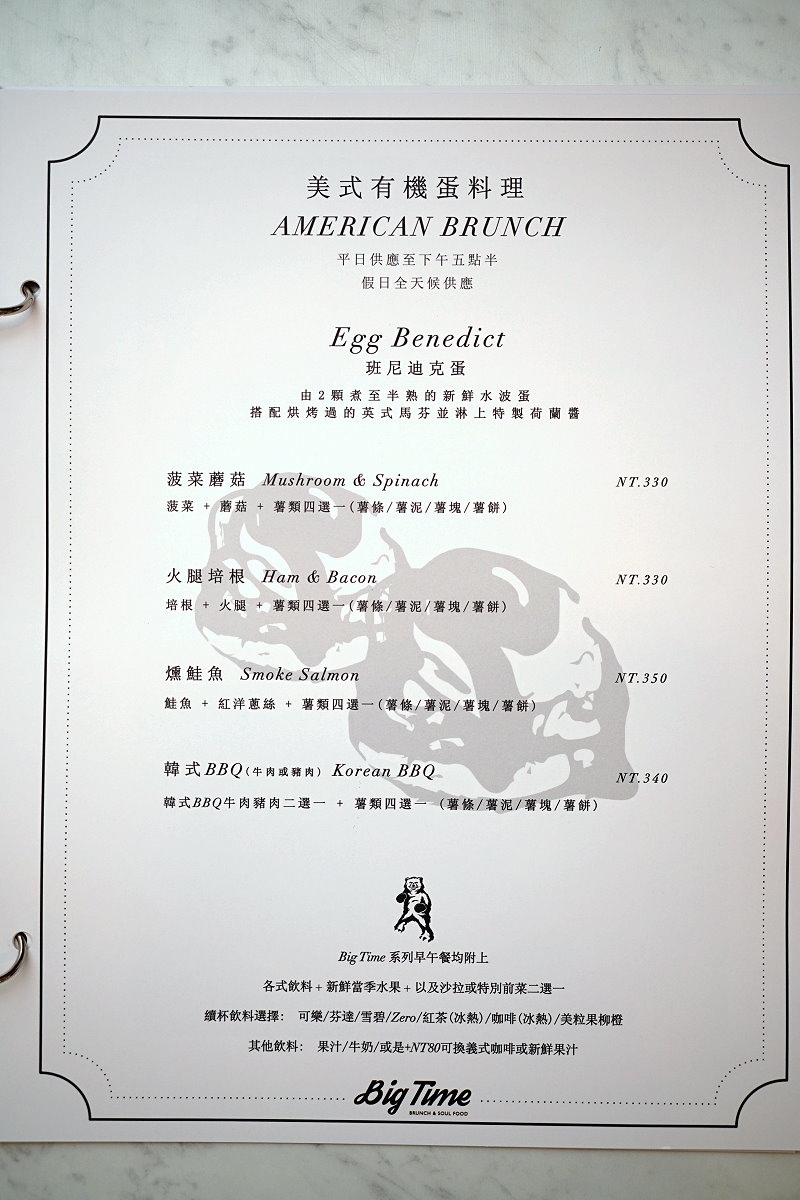 美式有機蛋料理
AMERICAN BRUNCH
平日供應至下午五點半
假日全天候供應
Egg Benedict
班尼迪克蛋
由2顆煮至半熟的新鮮水波蛋
搭配烘烤過的英式馬芬並淋上特製荷蘭醬
菠菜蘑菇 Mushroom & Spinach NT.330
菠菜 + 蘑菇 + 薯類四選一(薯條/薯泥/薯塊/薯餅)
火腿培根 Ham & Bacon NT.330
培根 + 火腿 + 薯類四選一(薯條/薯泥/薯塊/薯餅)
燻鮭魚 Smoke Salmon NT.350
鮭魚 + 紅洋蔥絲 + 薯類四選一(薯條/薯泥/薯塊/薯餅)
韓式BBQ(牛肉或豬肉) Korean BBQ NT.340
韓式BBQ牛肉豬肉二選一 + 薯類四選一 (薯條/薯泥/薯塊/薯餅)
Big Time 系列早午餐均附上
各式飲料 + 新鮮當季水果 + 以及沙拉或特別前菜二選一
續杯飲料選擇: 可樂/芬達/雪碧/Zero/紅茶(冰熱)/咖啡(冰熱)/美粒果柳橙
其他飲料: 果汁/牛奶/或是+NT80可換義式咖啡或新鮮果汁
Big Time
BRUNCH & SOUL FOOD